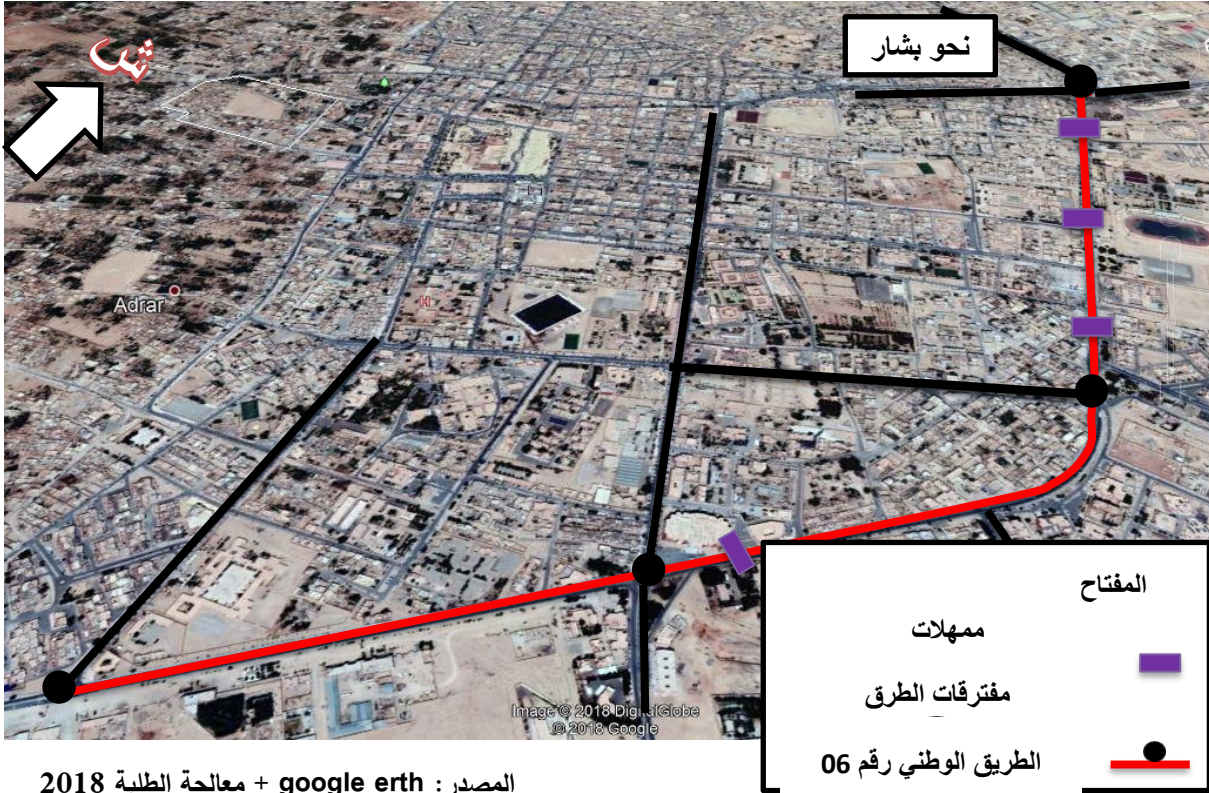 نحو بشار
ش
Adrar
H
Image © 2018 DigitalGlobe
© 2018 Google
المفتاح
ممهلات
مفترقات الطرق
الطريق الوطني رقم 06
المصدر : google erth + معالجة الطلبة 2018